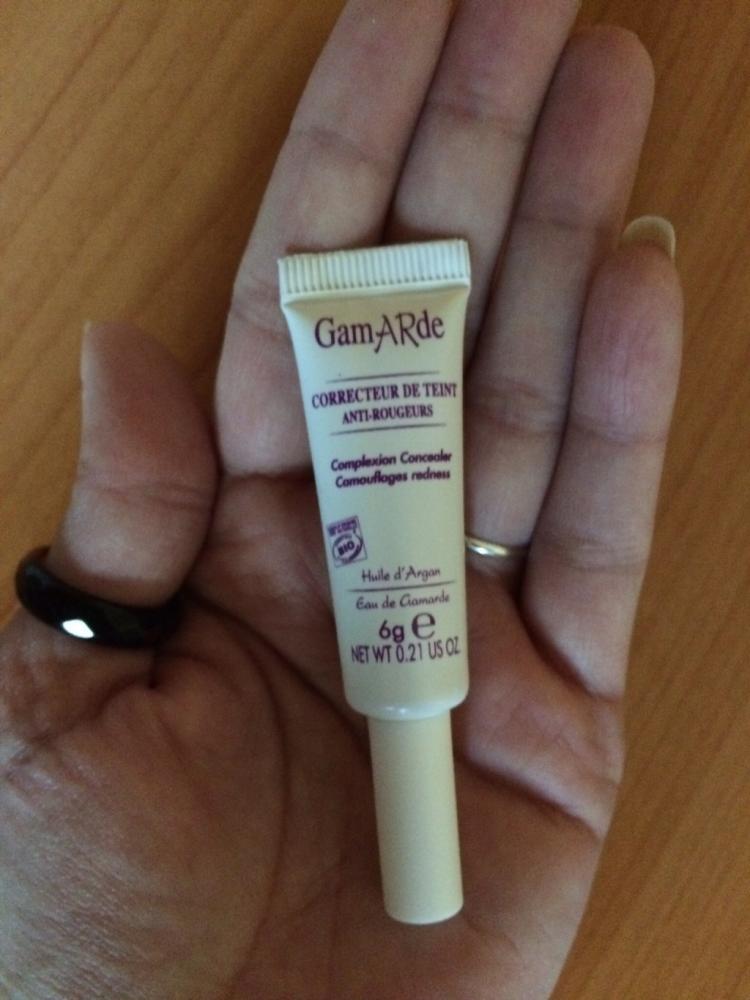 GamARde
CORRECTEUR DE TEINT
ANTI-ROUGEURS
Complexion Concealer
Camouflages redness
BIO
Huile d'Argan
Eau de Gamarde
6g e
NET WT 0.21 US OZ